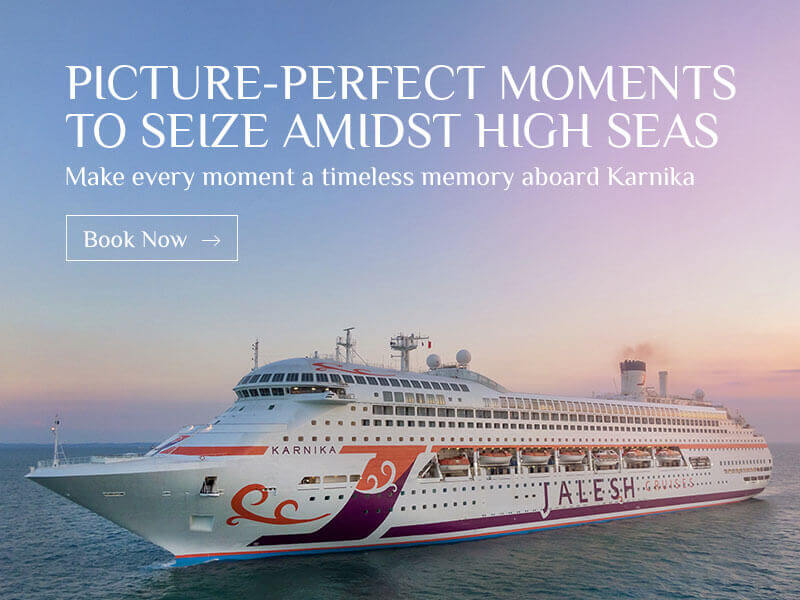 PICTURE-PERFECT MOMENTS
TO SEIZE AMIDST HIGH SEAS
Make every moment a timeless memory aboard Karnika
Book Now →
KARNIKA
JALESH CRUISES